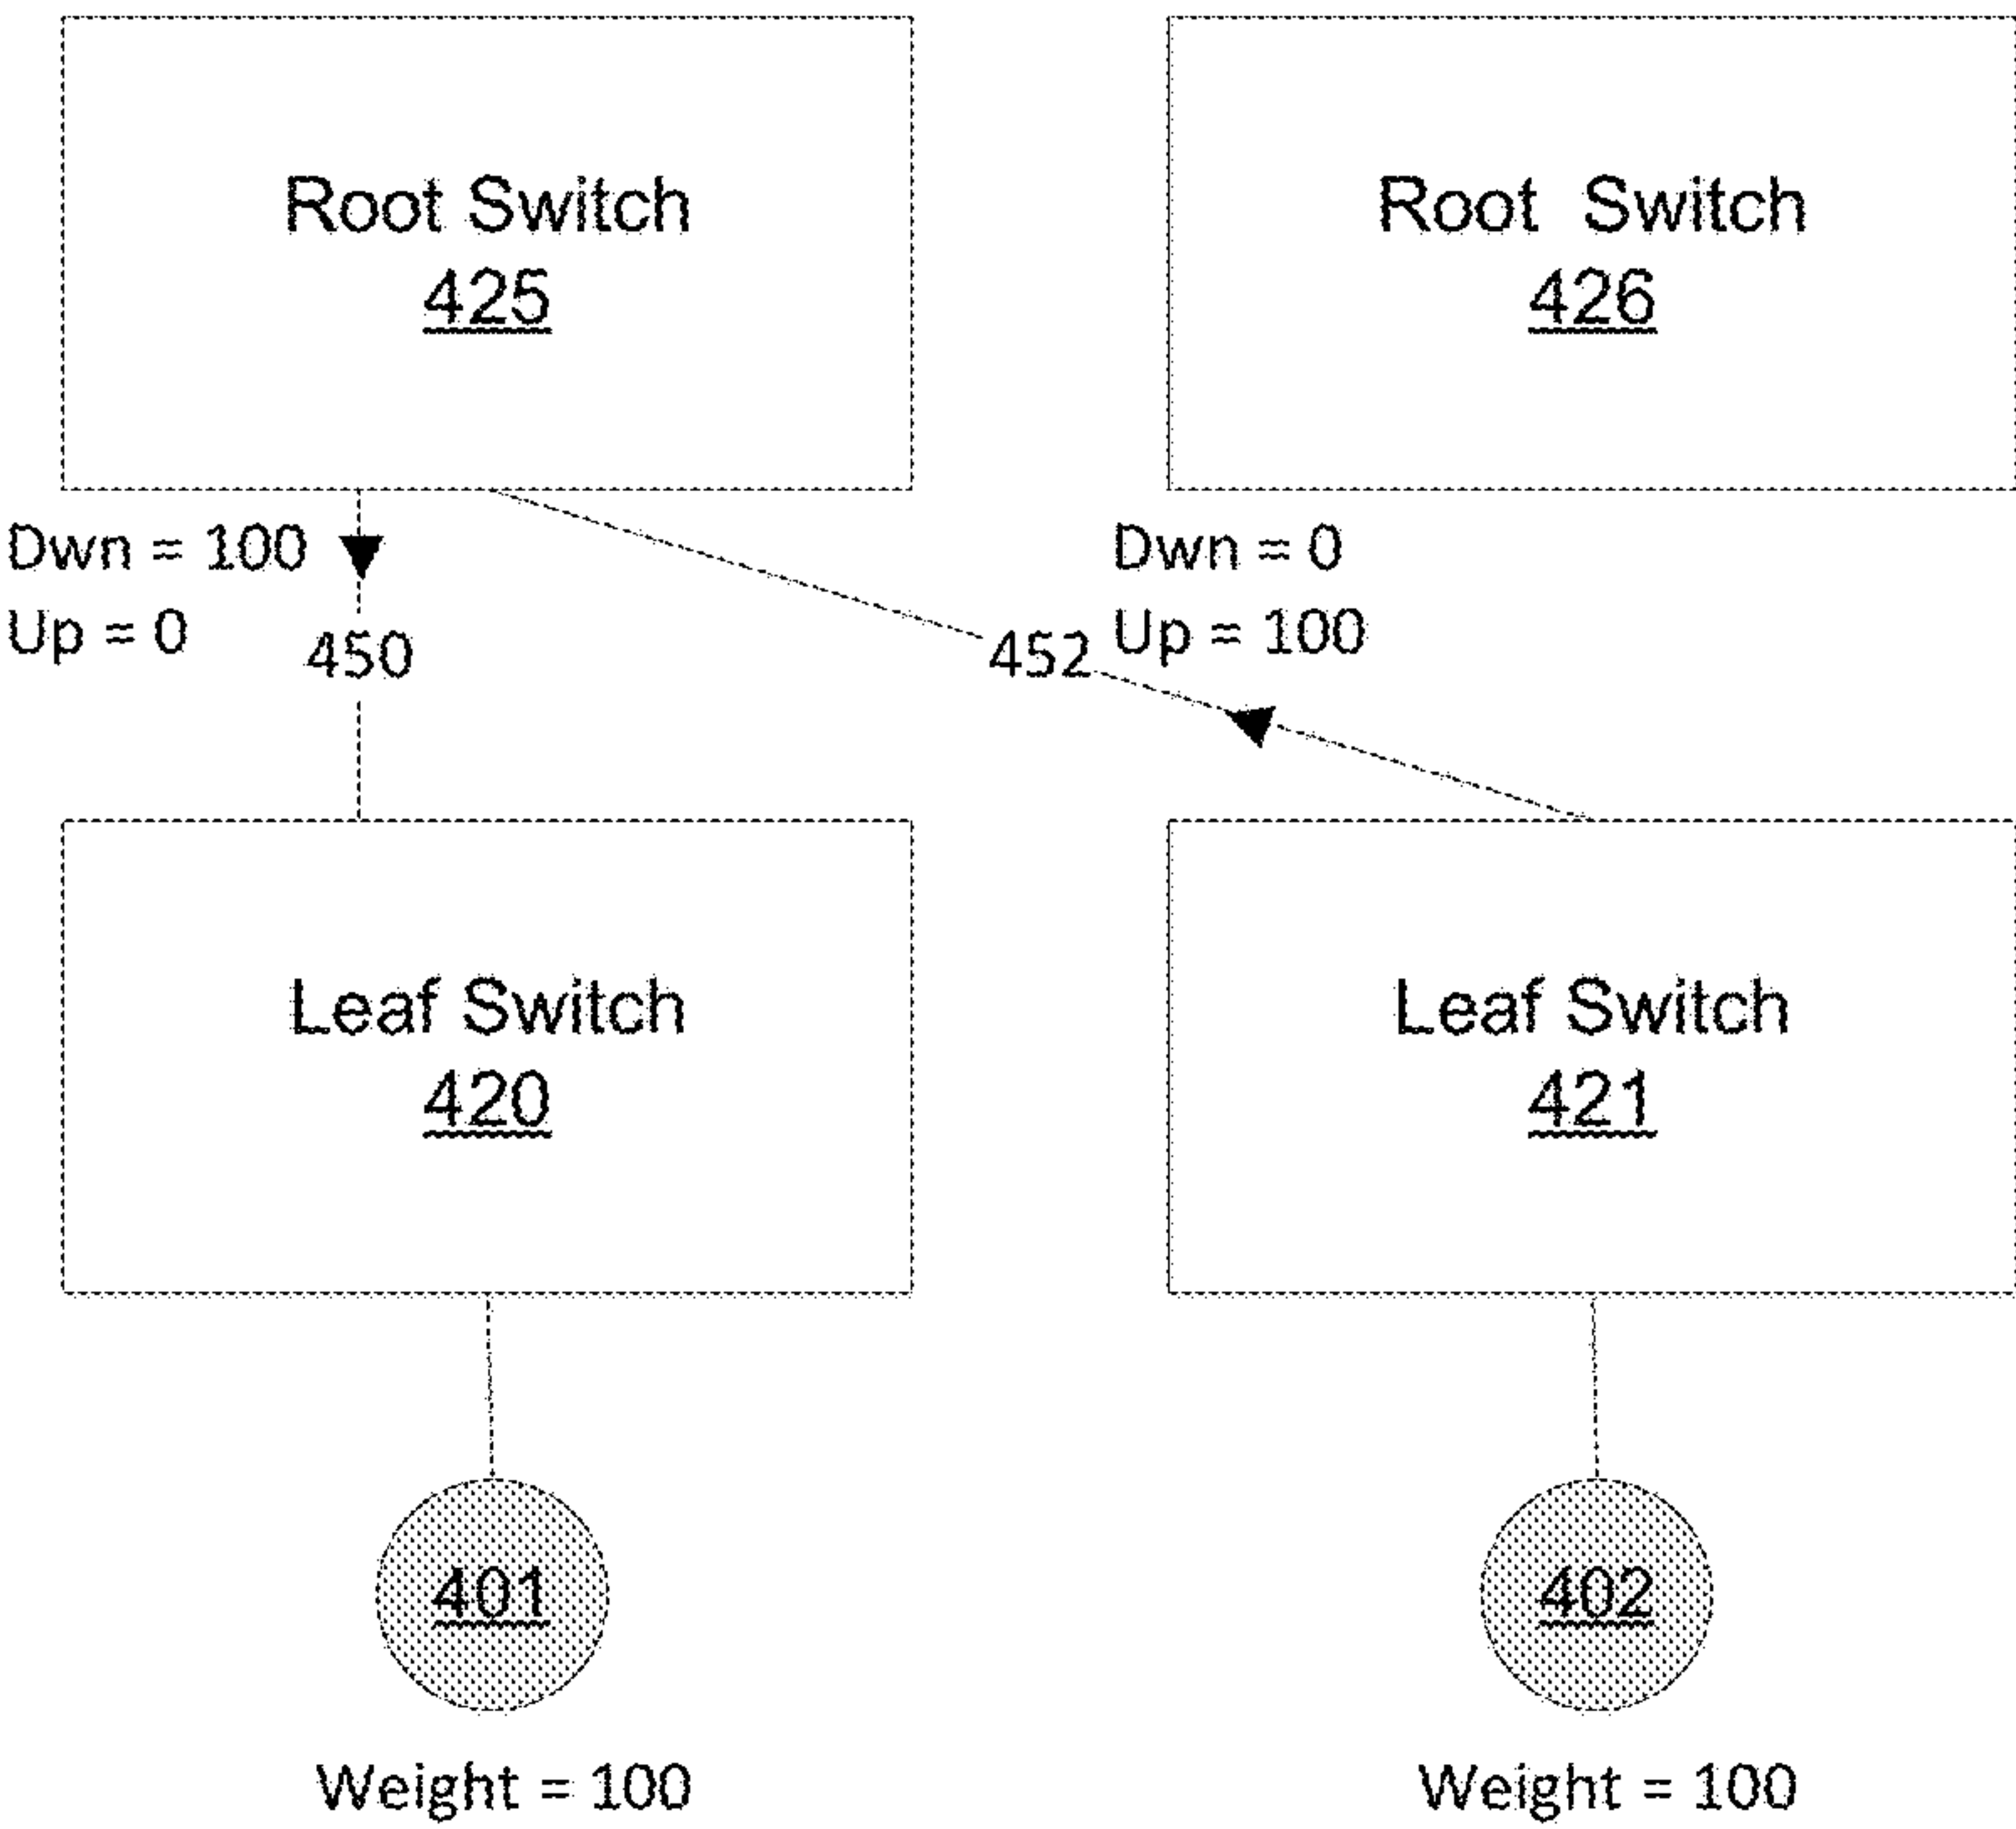 Root Switch
425
Root Switch
426
Dwn = 100
Up = 0
450
452
Dwn = 0
Up = 100
Leaf Switch
420
Leaf Switch
421
401
402
Weight = 100
Weight = 100